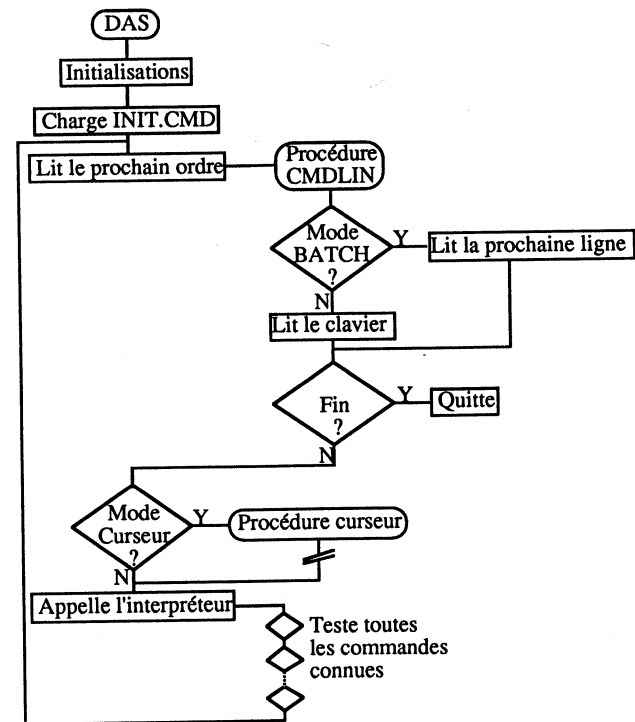 DAS
Initialisations
Charge INIT.CMD
Lit le prochain ordre
Procédure
CMDLIN
Mode
BATCH
?
Y
Lit la prochaine ligne
N
Lit le clavier
Fin
?
Y
Quitte
N
Mode
Curseur
?
Y
Procédure curseur
N
Appelle l'interpréteur
Teste toutes
les commandes
connues